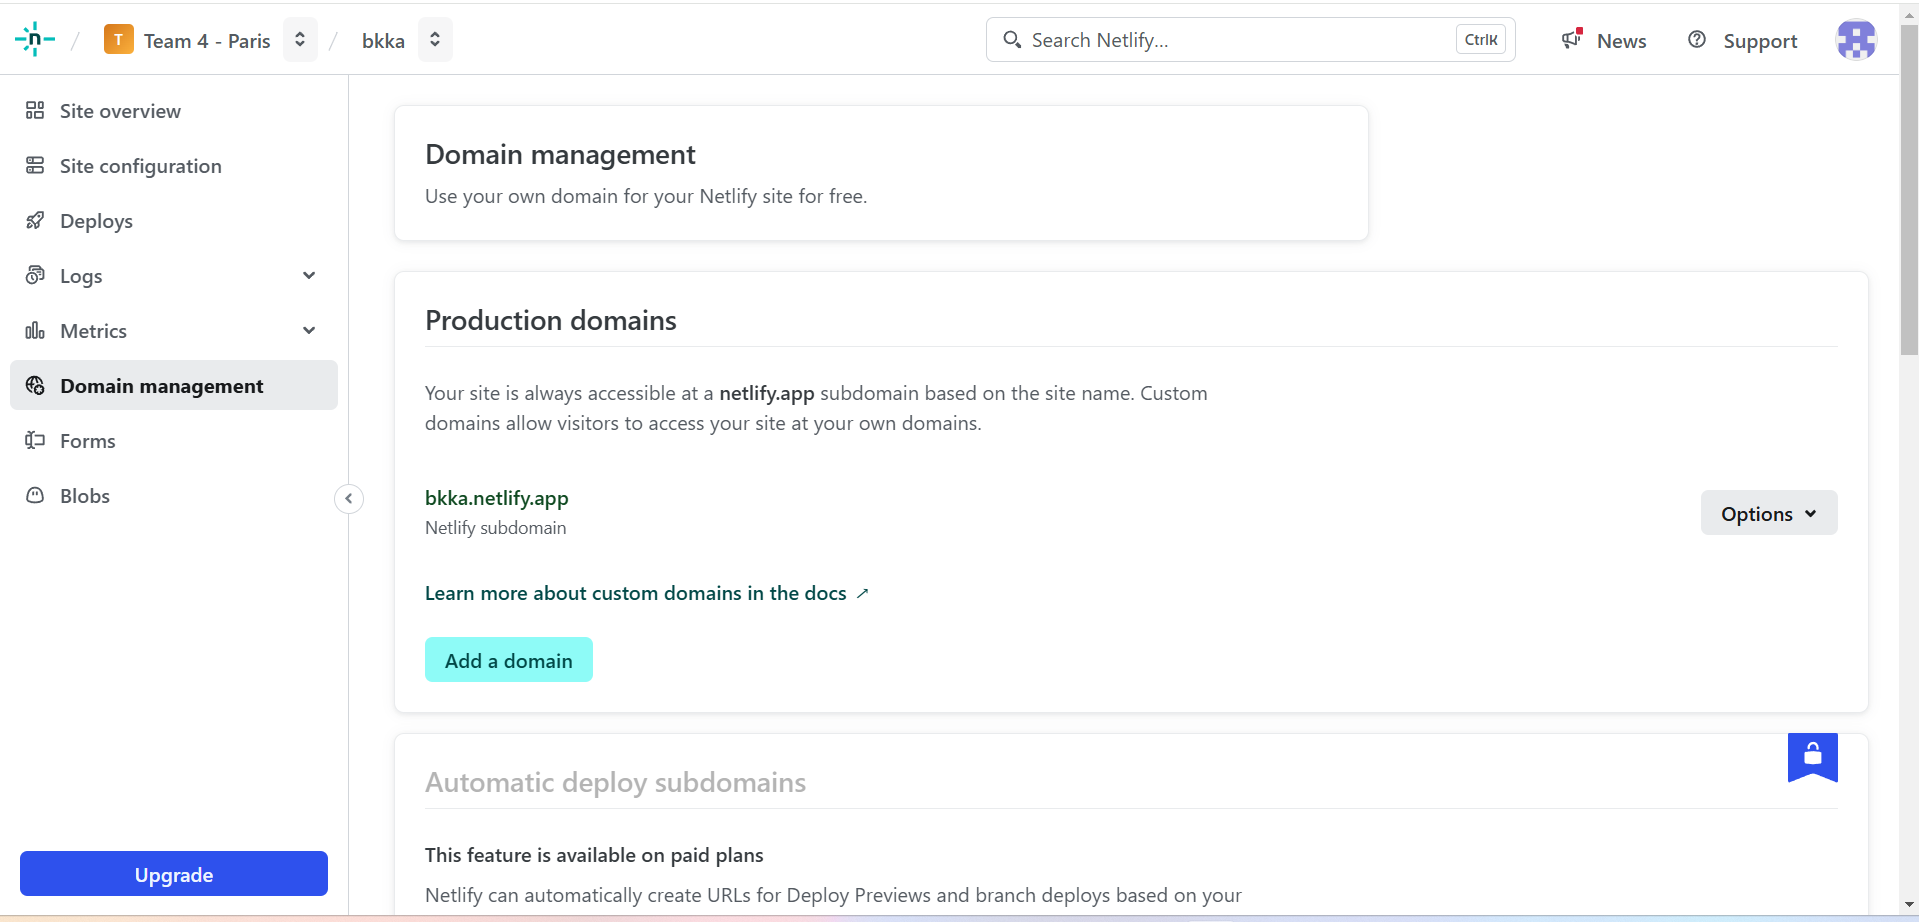 n / T Team 4 - Paris / bkka
Search Netlify... CtrlK
News
Support
Site overview
Site configuration
Deploys
Logs
Metrics
Domain management
Forms
Blobs
Upgrade
Domain management
Use your own domain for your Netlify site for free.
Production domains
Your site is always accessible at a netlify.app subdomain based on the site name. Custom
domains allow visitors to access your site at your own domains.
bkka.netlify.app
Netlify subdomain
Options
Learn more about custom domains in the docs ↗
Add a domain
Automatic deploy subdomains
This feature is available on paid plans
Netlify can automatically create URLs for Deploy Previews and branch deploys based on your